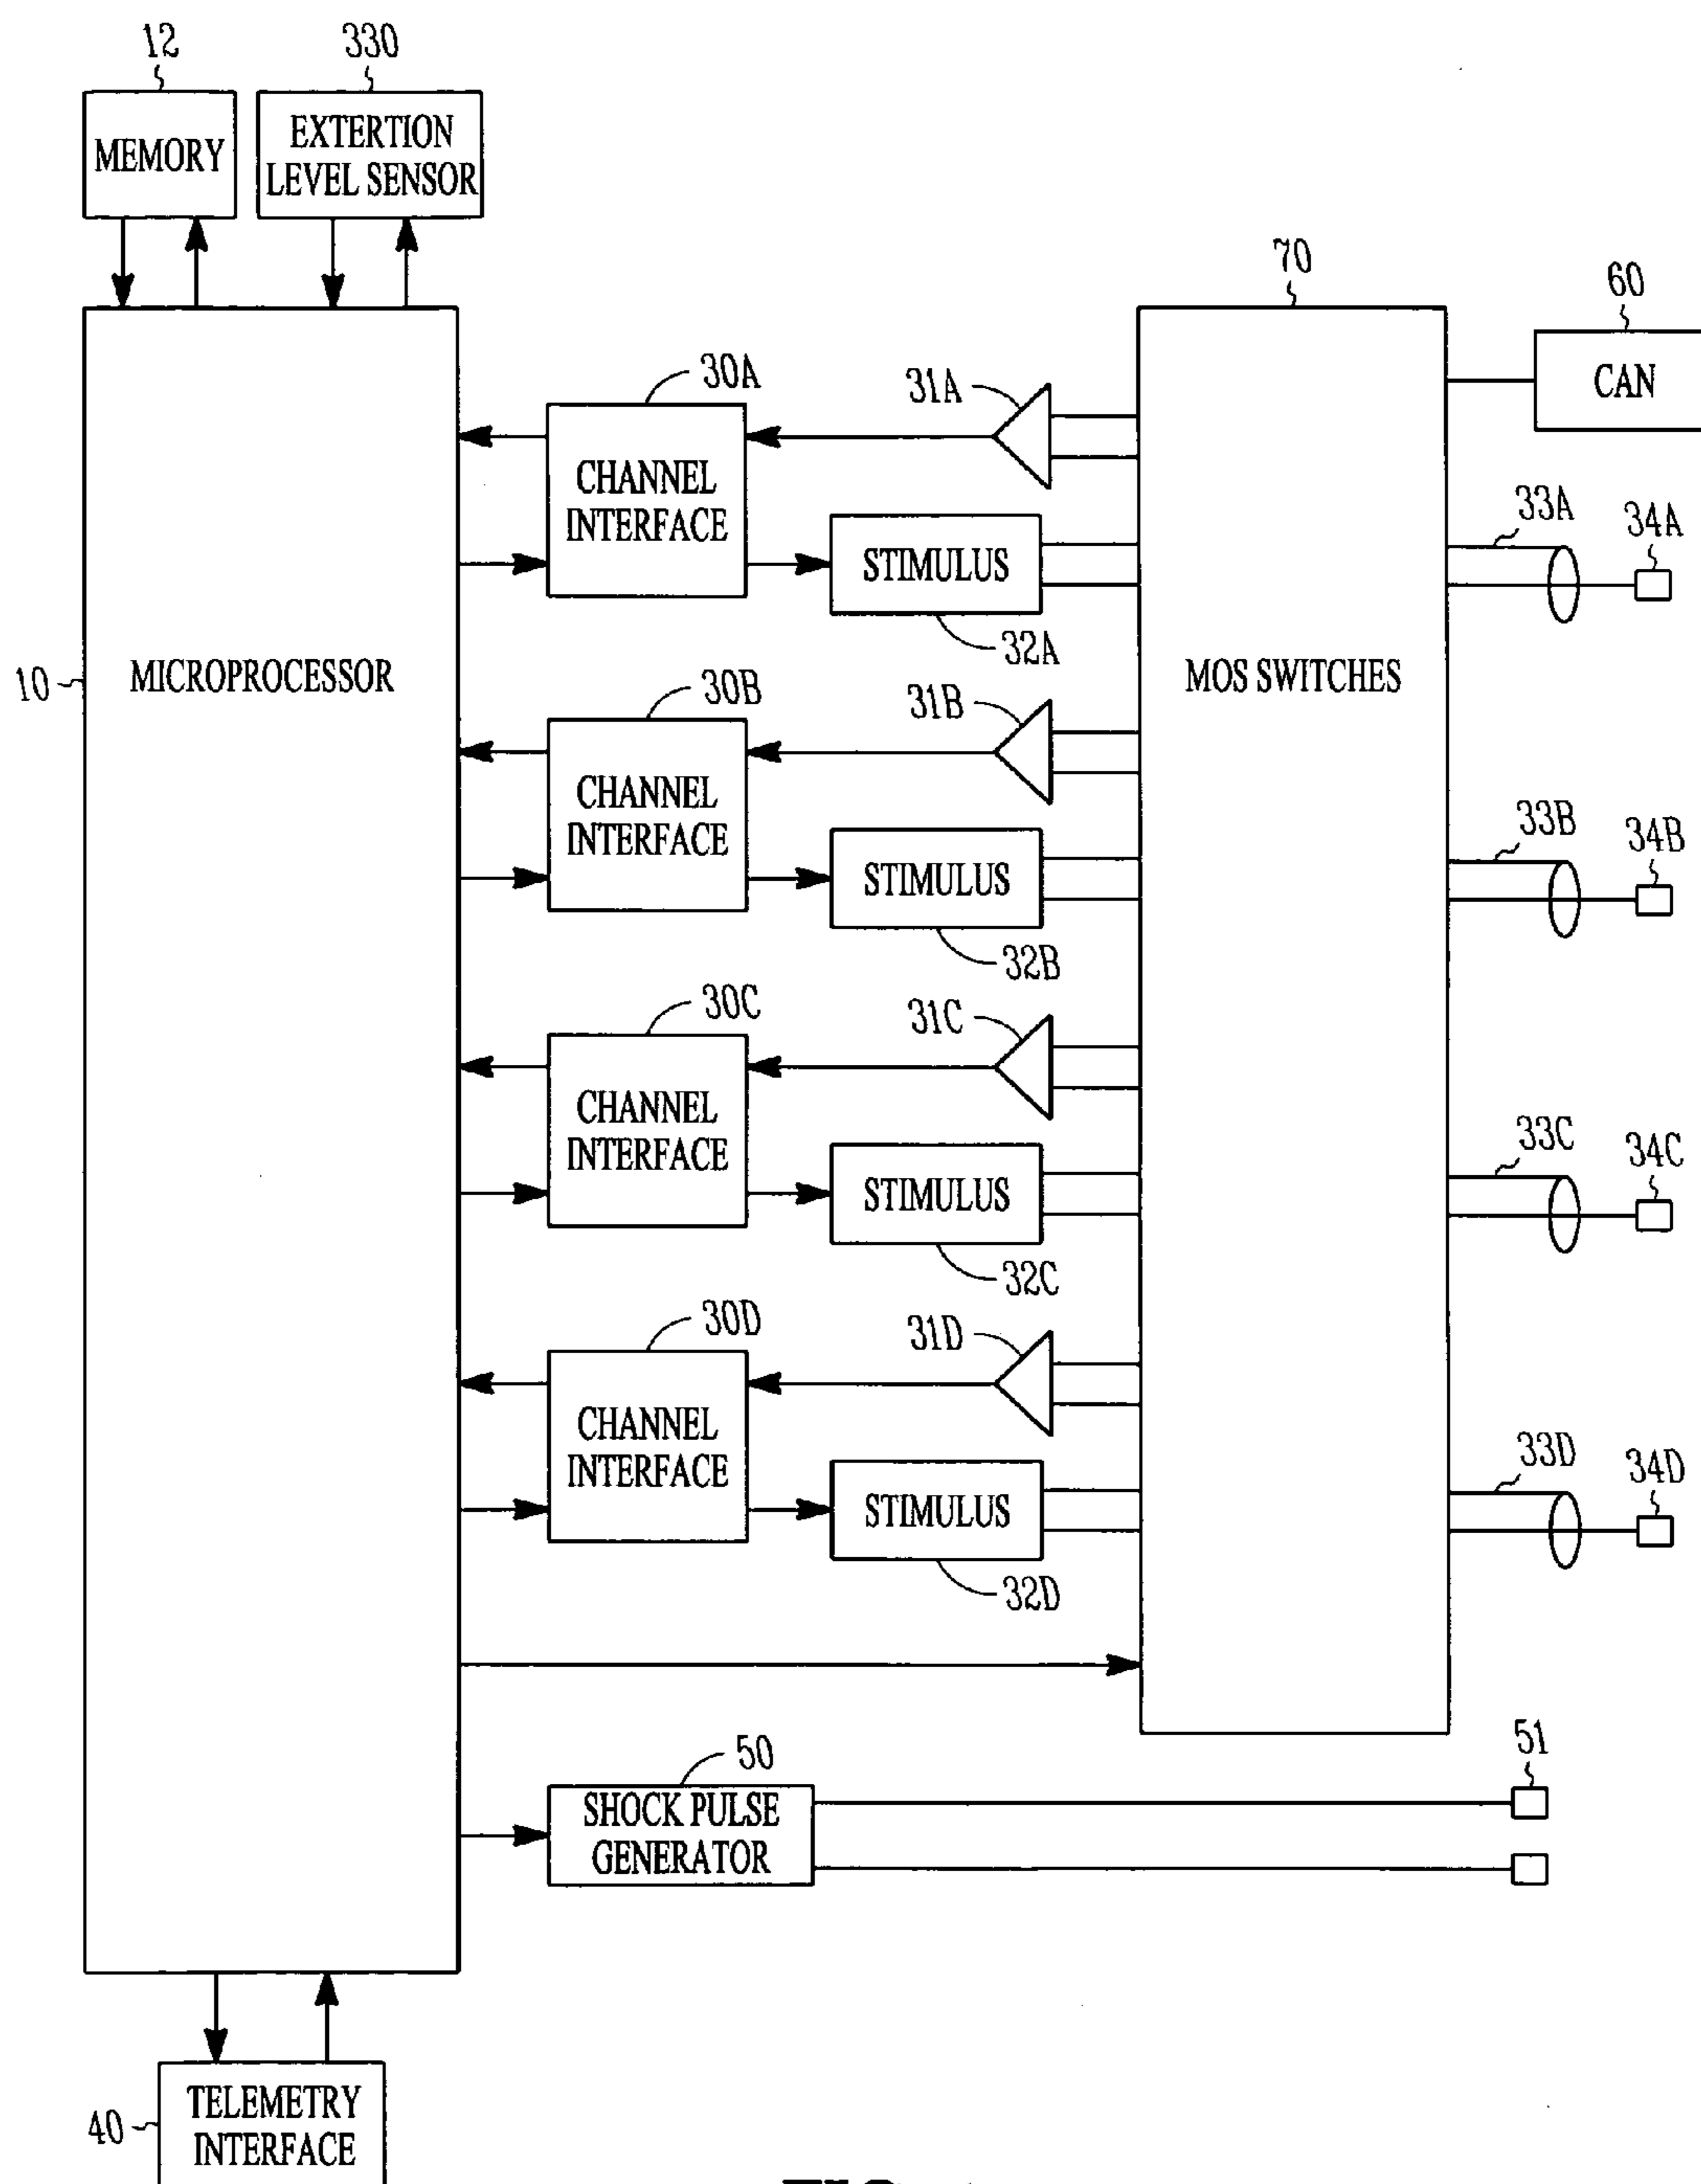 12
330
MEMORY
EXTERTION
LEVEL SENSOR
70
60
CAN
30A
31A
CHANNEL
INTERFACE
33A
34A
STIMULUS
32A
10
MICROPROCESSOR
MOS SWITCHES
30B
31B
CHANNEL
INTERFACE
33B
34B
STIMULUS
32B
30C
31C
CHANNEL
INTERFACE
33C
34C
STIMULUS
32C
30D
31D
CHANNEL
INTERFACE
33D
34D
STIMULUS
32D
50
51
SHOCK PULSE
GENERATOR
40
TELEMETRY
INTERFACE